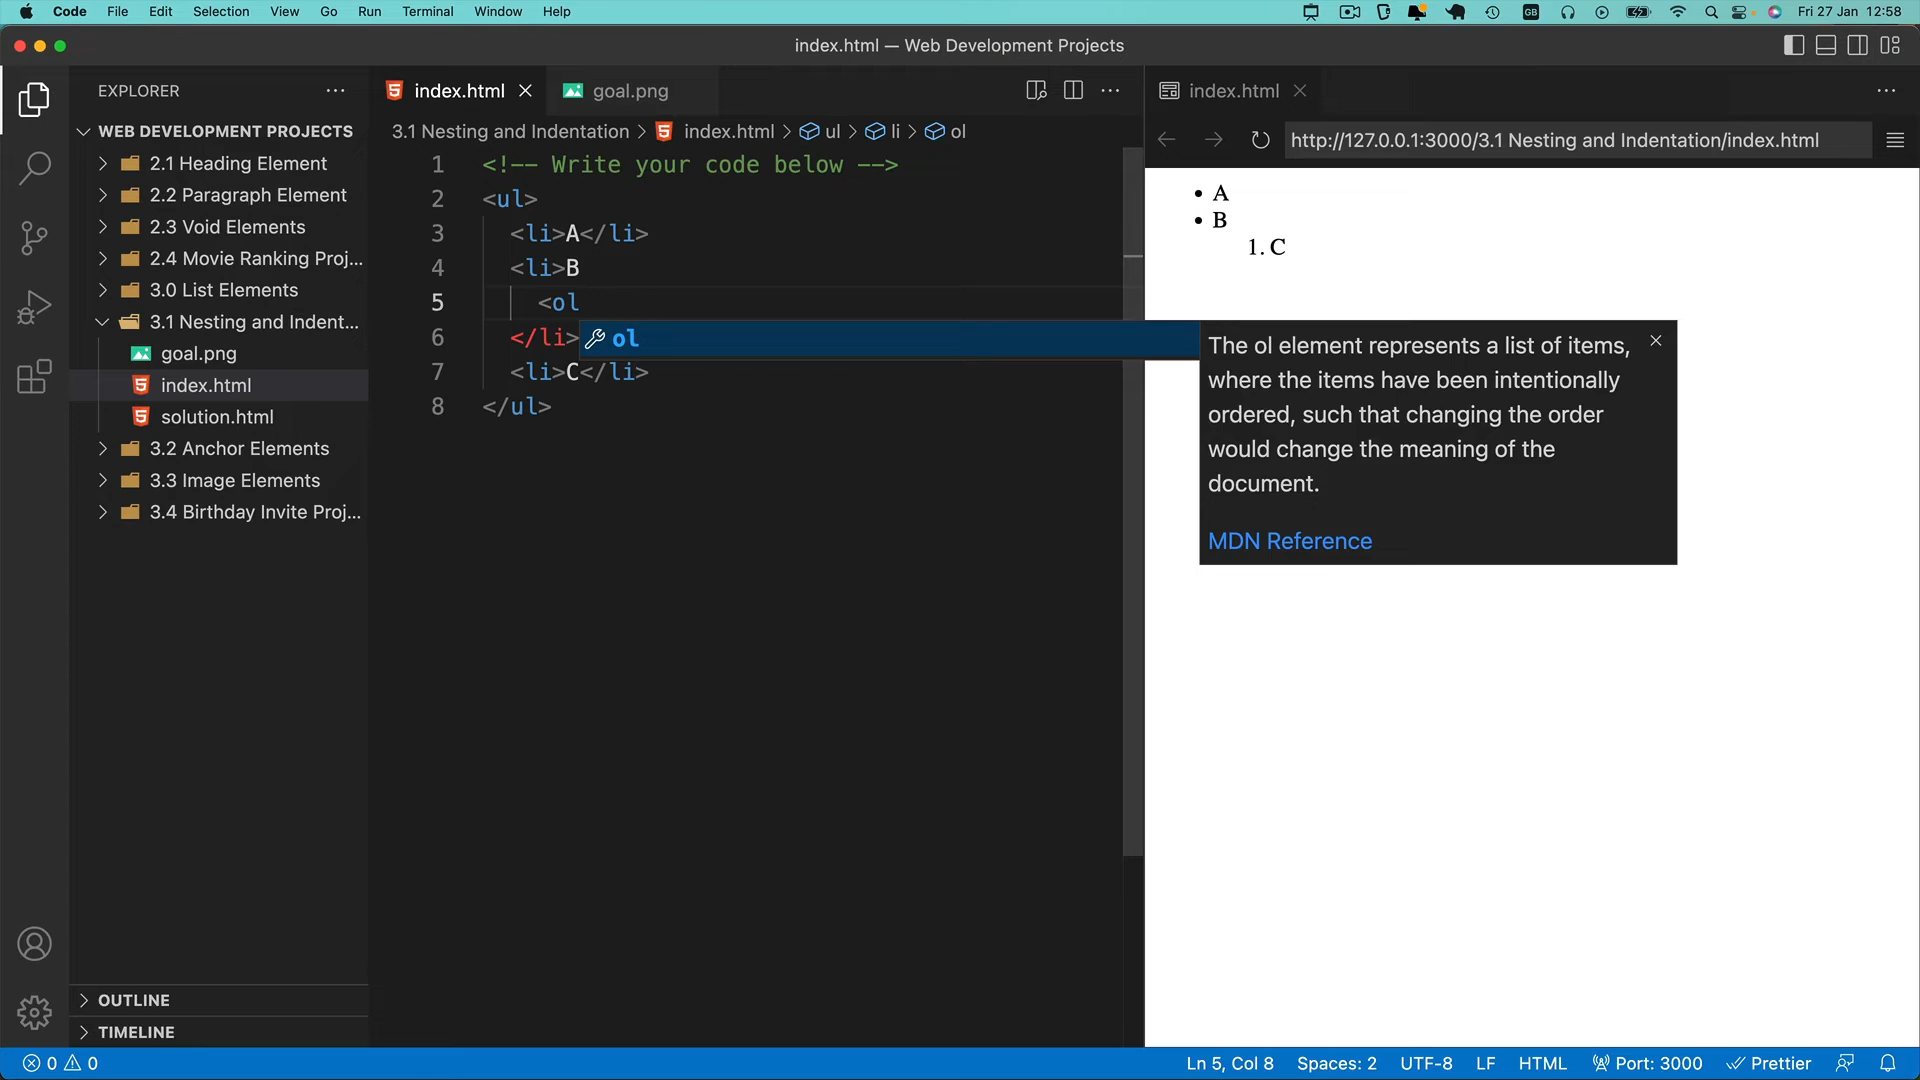 Code File Edit Selection View Go Run Terminal Window Help GB Fri 27 Jan 12:58
index.html — Web Development Projects
EXPLORER
WEB DEVELOPMENT PROJECTS
2.1 Heading Element
2.2 Paragraph Element
2.3 Void Elements
2.4 Movie Ranking Proj...
3.0 List Elements
3.1 Nesting and Indent...
goal.png
index.html
solution.html
3.2 Anchor Elements
3.3 Image Elements
3.4 Birthday Invite Proj...
OUTLINE
TIMELINE
index.html goal.png
3.1 Nesting and Indentation > index.html > ul > li > ol
1 <!-- Write your code below -->
2 <ul>
3 <li>A</li>
4 <li>B
5 <ol
6 </li>
ol
7 <li>C</li>
8 </ul>
The ol element represents a list of items,
where the items have been intentionally
ordered, such that changing the order
would change the meaning of the
document.
MDN Reference
index.html
http://127.0.0.1:3000/3.1 Nesting and Indentation/index.html
• A
• B
1. C
0 0 Ln 5, Col 8 Spaces: 2 UTF-8 LF HTML Port: 3000 Prettier